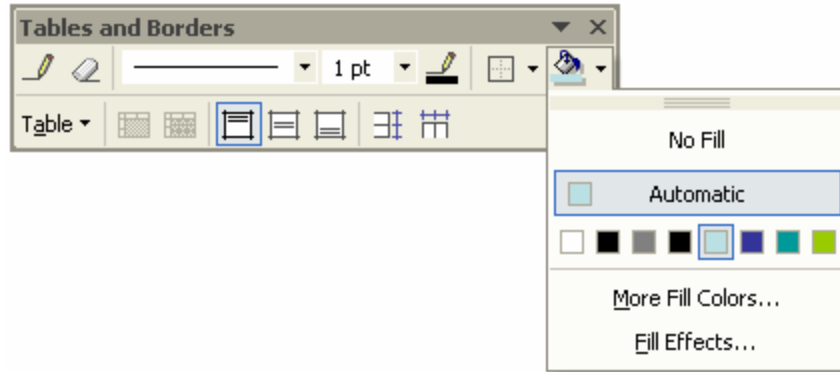 Tables and Borders
1 pt
Table
No Fill
Automatic
More Fill Colors...
Fill Effects...